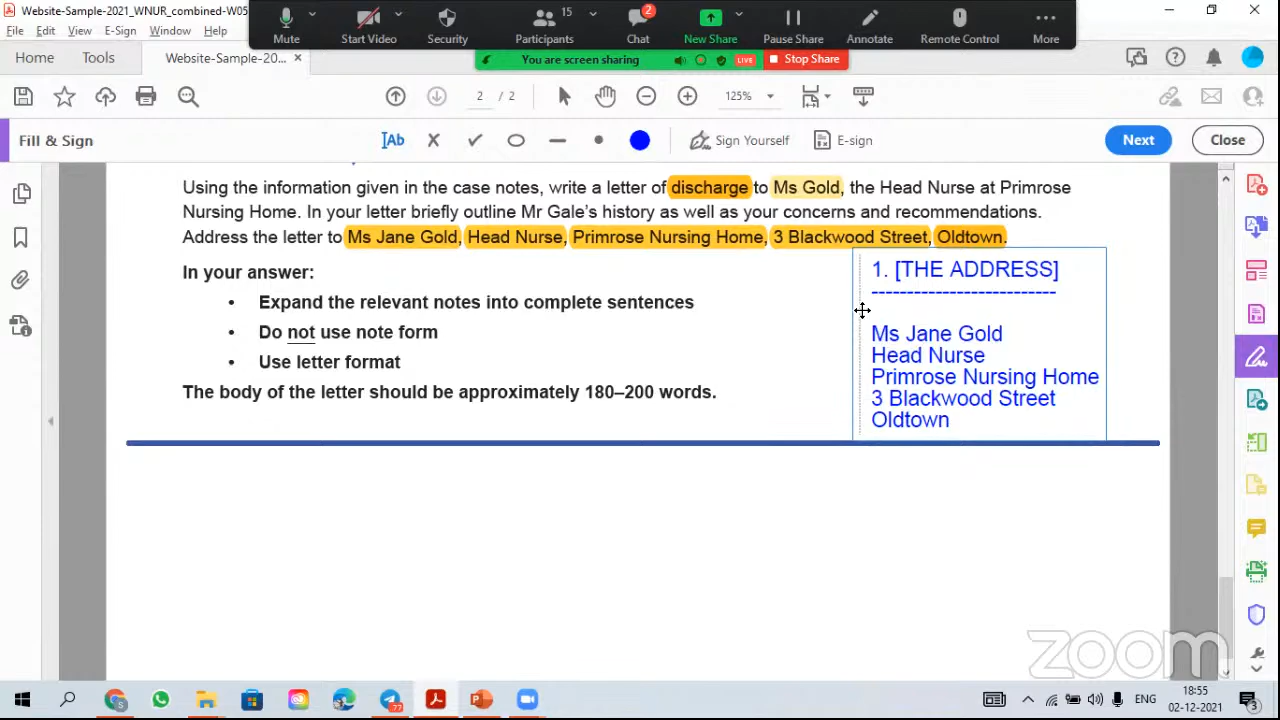 Website-Sample-2021_WNUR_combined-W05
15
2
Mute
Start Video
Security
Participants
Chat
New Share
Pause Share
Annotate
Remote Control
More
File Edit View E-Sign Window
You are screen sharing
LIVE
Stop Share
Home
Tools
Website-Sample-20...
2 / 2
125%
Fill & Sign
Sign Yourself
E-sign
Next
Close
Using the information given in the case notes, write a letter of discharge to Ms Gold, the Head Nurse at Primrose
Nursing Home. In your letter briefly outline Mr Gale's history as well as your concerns and recommendations.
Address the letter to Ms Jane Gold, Head Nurse, Primrose Nursing Home, 3 Blackwood Street, Oldtown.
In your answer:
• Expand the relevant notes into complete sentences
• Do not use note form
• Use letter format
The body of the letter should be approximately 180–200 words.
1. [THE ADDRESS]
--------------------------
Ms Jane Gold
Head Nurse
Primrose Nursing Home
3 Blackwood Street
Oldtown
zoom
77
ENG
18:55
02-12-2021
3